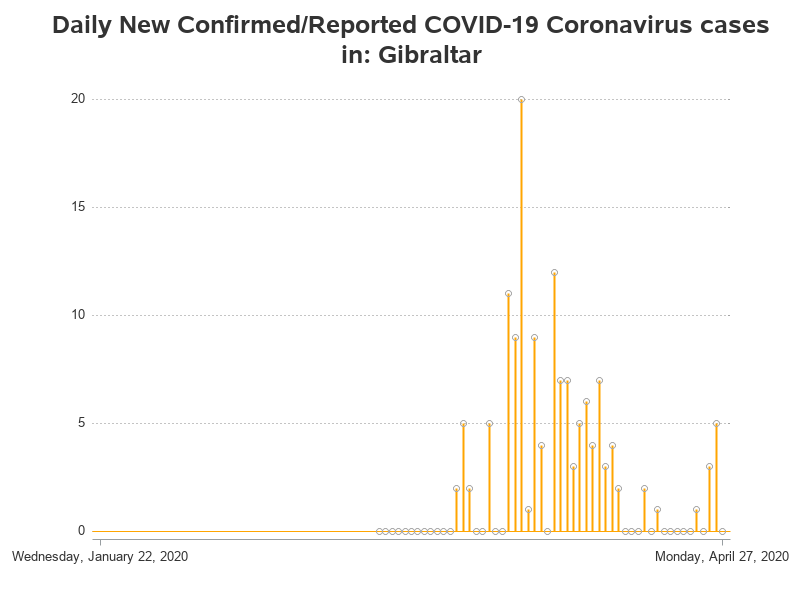 Daily New Confirmed/Reported COVID-19 Coronavirus cases
in: Gibraltar
20
15
10
5
0
Wednesday, January 22, 2020
Monday, April 27, 2020